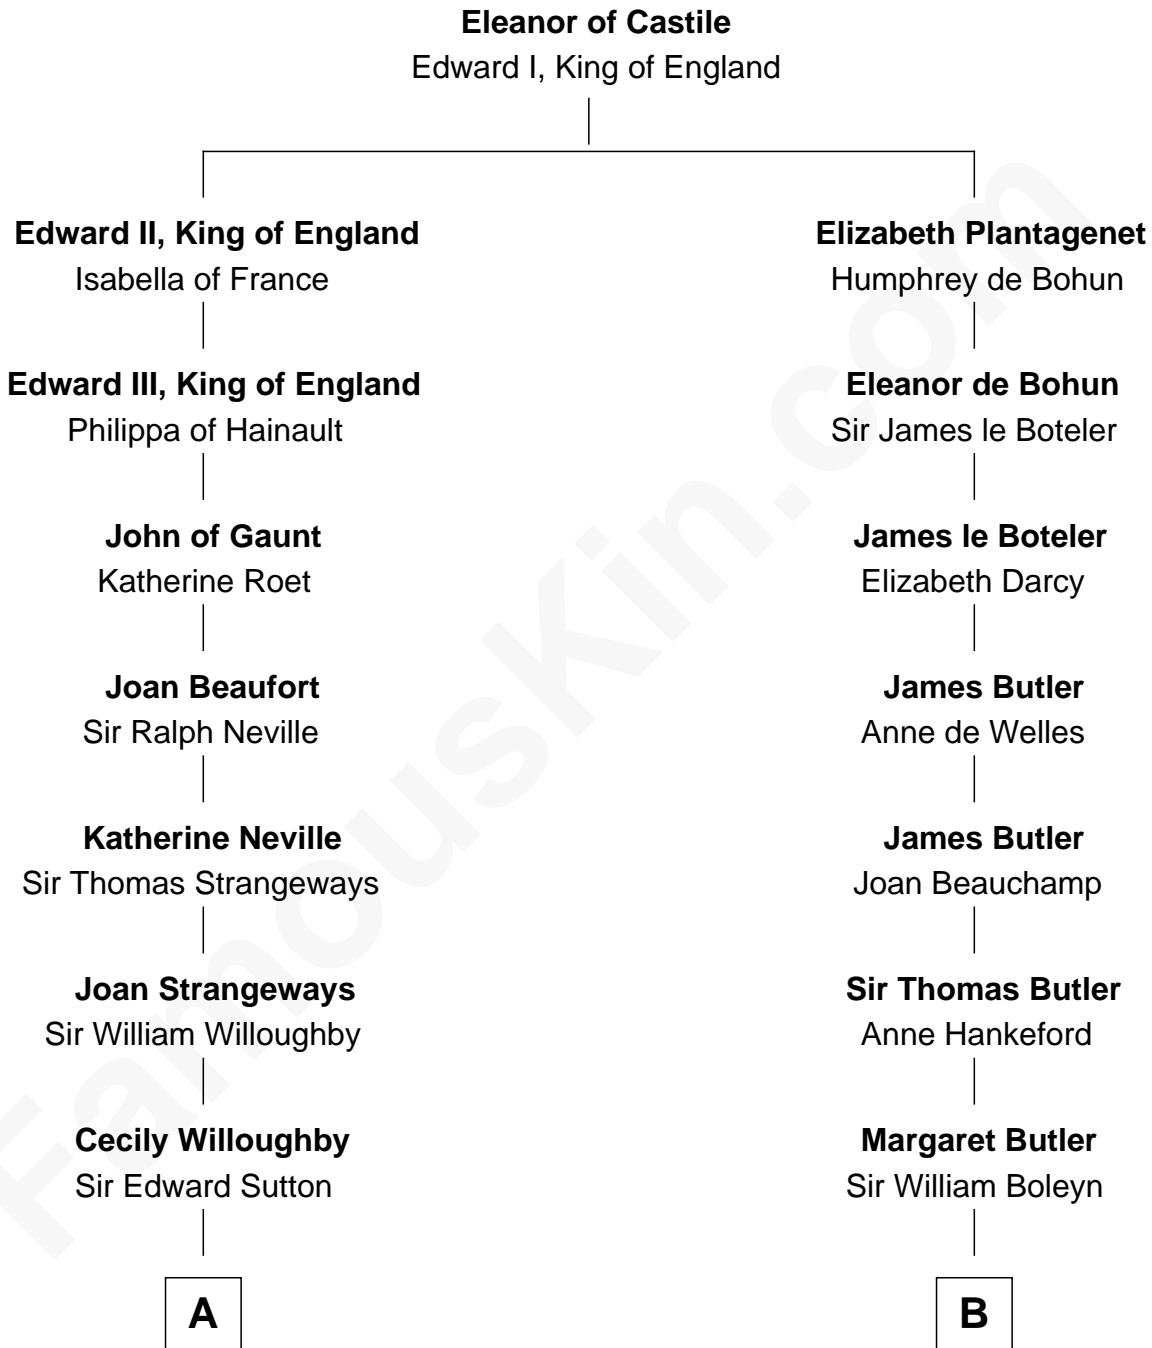 Eleanor of Castile
Edward I, King of England
Edward II, King of England
Isabella of France
Edward III, King of England
Philippa of Hainault
John of Gaunt
Katherine Roet
Joan Beaufort
Sir Ralph Neville
Katherine Neville
Sir Thomas Strangeways
Joan Strangeways
Sir William Willoughby
Cecily Willoughby
Sir Edward Sutton
A
Elizabeth Plantagenet
Humphrey de Bohun
Eleanor de Bohun
Sir James le Boteler
James le Boteler
Elizabeth Darcy
James Butler
Anne de Welles
James Butler
Joan Beauchamp
Sir Thomas Butler
Anne Hankeford
Margaret Butler
Sir William Boleyn
B
FamousKin.com